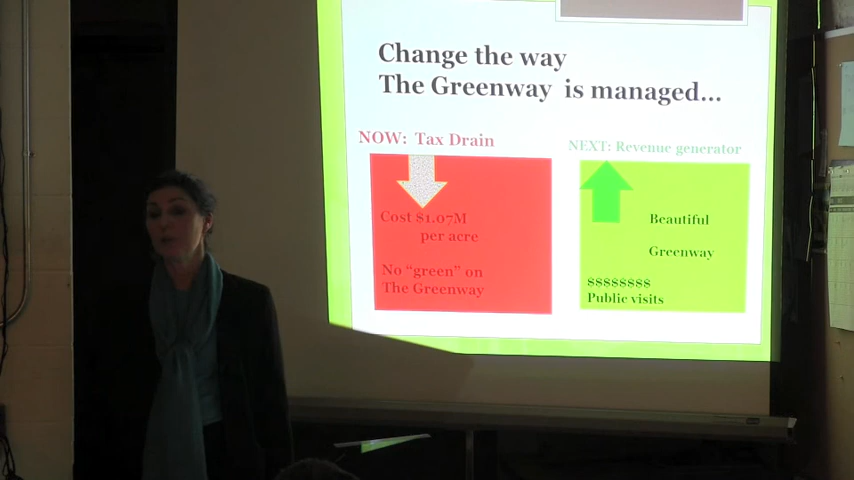 Change the way
The Greenway is managed...
NOW: Tax Drain
NEXT: Revenue generator
Cost $1.07M
per acre
No "green" on
The Greenway
Beautiful
Greenway
$$$$$$$$
Public visits